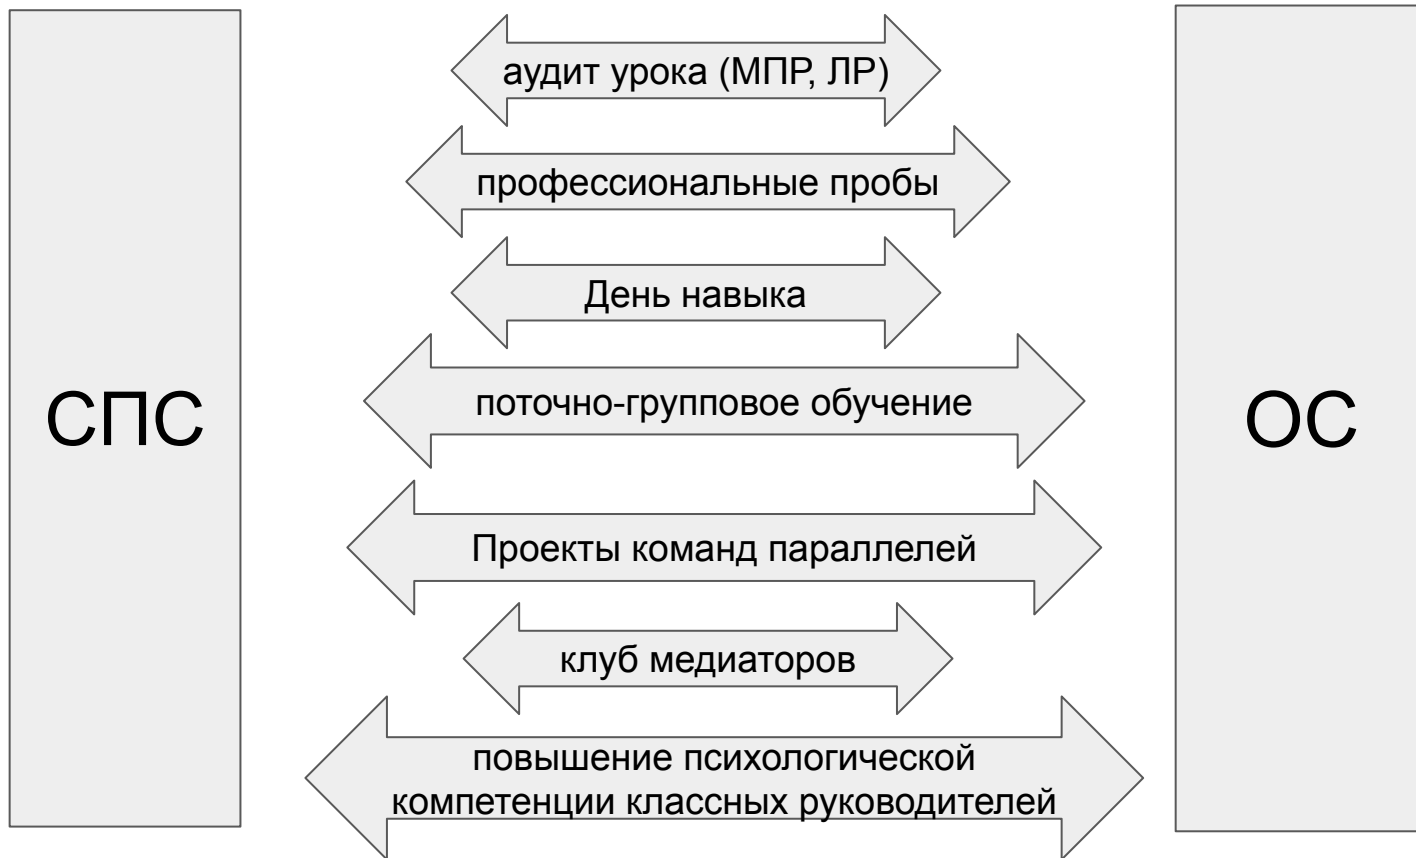 аудит урока (МПР, ЛР)
профессиональные пробы
День навыка
СПС
поточно-групповое обучение
ОС
Проекты команд параллелей
клуб медиаторов
повышение психологической
компетенции классных руководителей